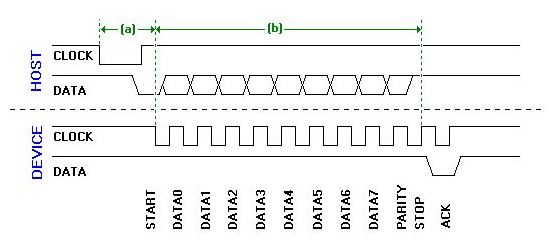 (a) (b)
HOST
CLOCK
DATA
DEVICE
CLOCK
DATA
START
DATA0
DATA1
DATA2
DATA3
DATA4
DATA5
DATA6
DATA7
PARITY
STOP
ACK